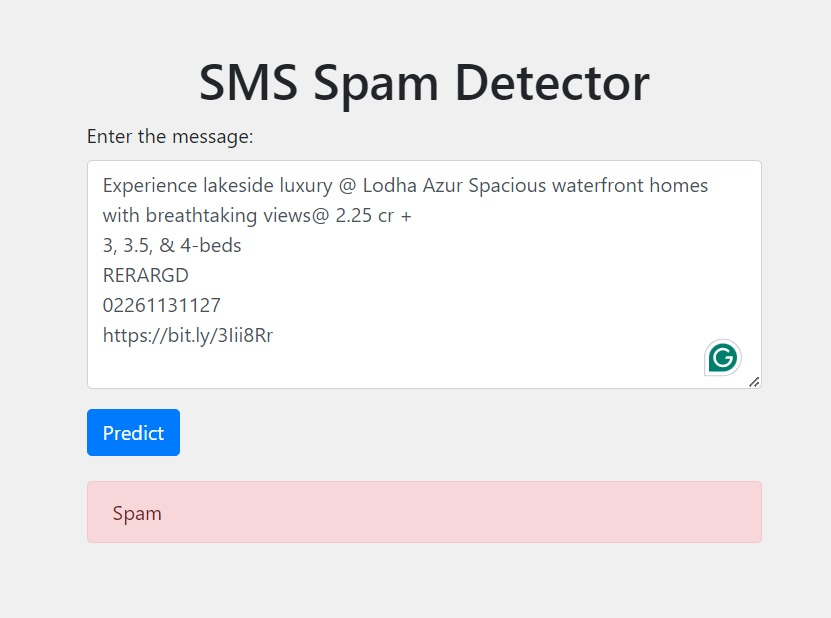 SMS Spam Detector
Enter the message:
Experience lakeside luxury @ Lodha Azur Spacious waterfront homes
with breathtaking views@ 2.25 cr +
3, 3.5, & 4-beds
RERARGD
02261131127
https://bit.ly/3Iii8Rr
Predict
Spam